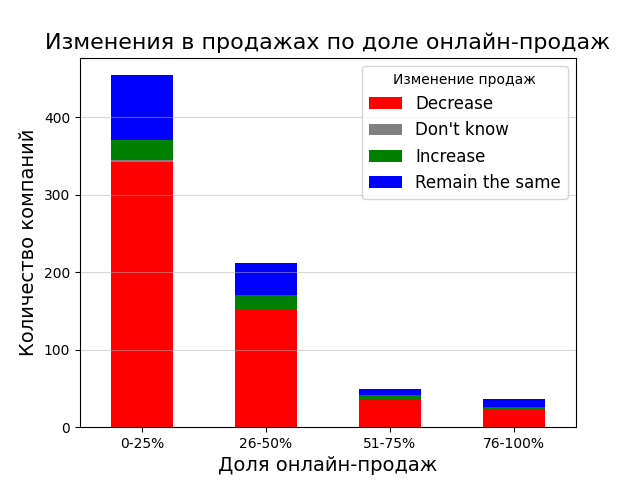 Изменения в продажах по доле онлайн-продаж
Изменение продаж
Decrease
Don't know
Increase
Remain the same
Количество компаний
400
300
200
100
0
0-25%
26-50%
51-75%
76-100%
Доля онлайн-продаж